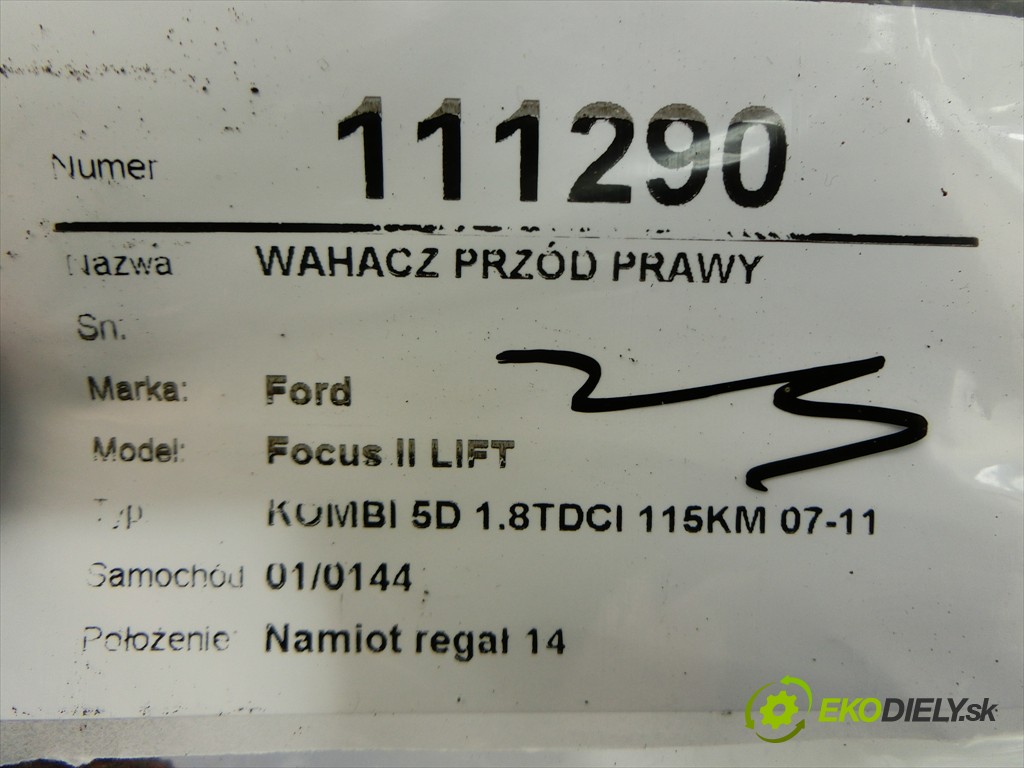 Numer 111290
Nazwa WAHACZ PRZÓD PRAWY
Sn:
Marka: Ford
Model: Focus II LIFT
Typ KOMBI 5D 1.8TDCI 115KM 07-11
Samochód 01/0144
Położenie Namiot regał 14
EKODIELY.sk